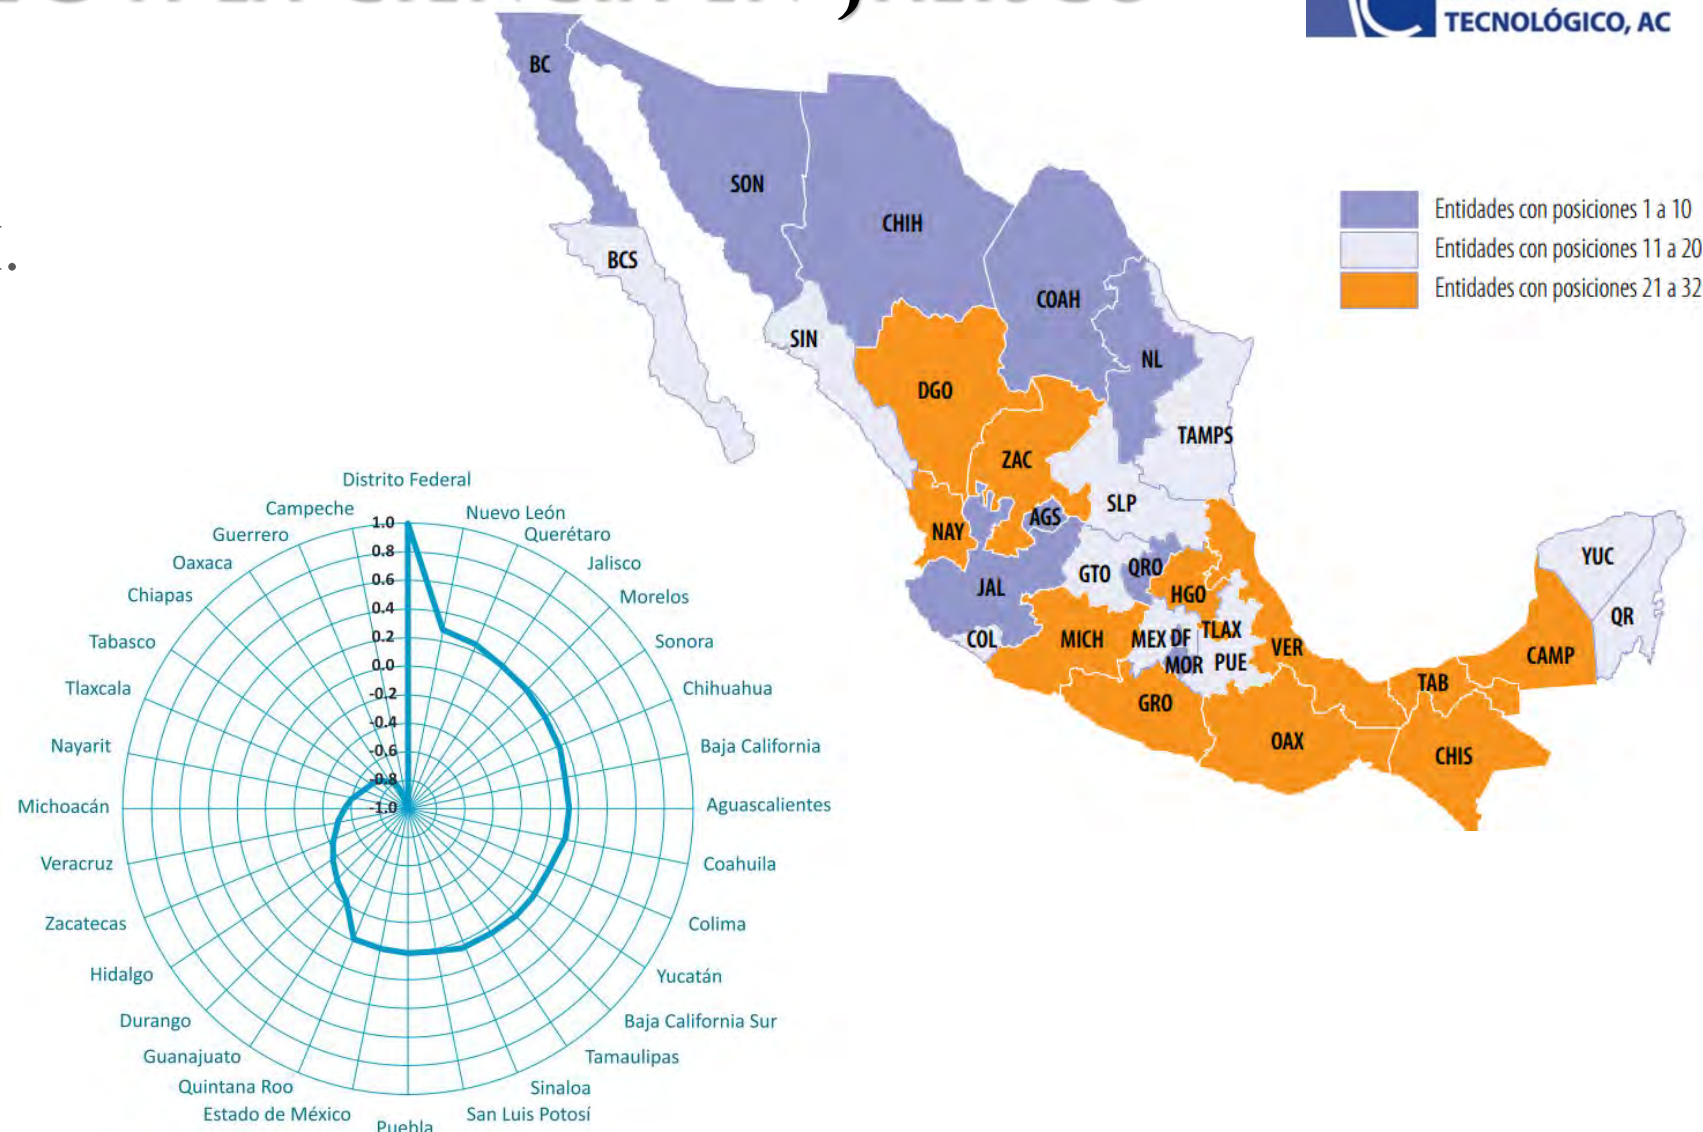 TECNOLÓGICO, AC
BC
SON
CHIH
BCS
COAH
SIN
NL
DGO
TAMPS
ZAC
SLP
AGS
NAY
GTO
QRO
JAL
HGO
COL
MICH
MEX
DF
TLAX
MOR
PUE
VER
GRO
OAX
TAB
CHIS
CAMP
YUC
QR
Entidades con posiciones 1 a 10
Entidades con posiciones 11 a 20
Entidades con posiciones 21 a 32
Distrito Federal
Nuevo León
Querétaro
Jalisco
Morelos
Sonora
Chihuahua
Baja California
Aguascalientes
Coahuila
Colima
Yucatán
Baja California Sur
Tamaulipas
Sinaloa
San Luis Potosí
Puebla
Estado de México
Quintana Roo
Guanajuato
Durango
Hidalgo
Zacatecas
Veracruz
Michoacán
Nayarit
Tlaxcala
Tabasco
Chiapas
Oaxaca
Guerrero
Campeche
1.0
0.8
0.6
0.4
0.2
0.0
-0.2
-0.4
-0.6
-0.8
-1.0